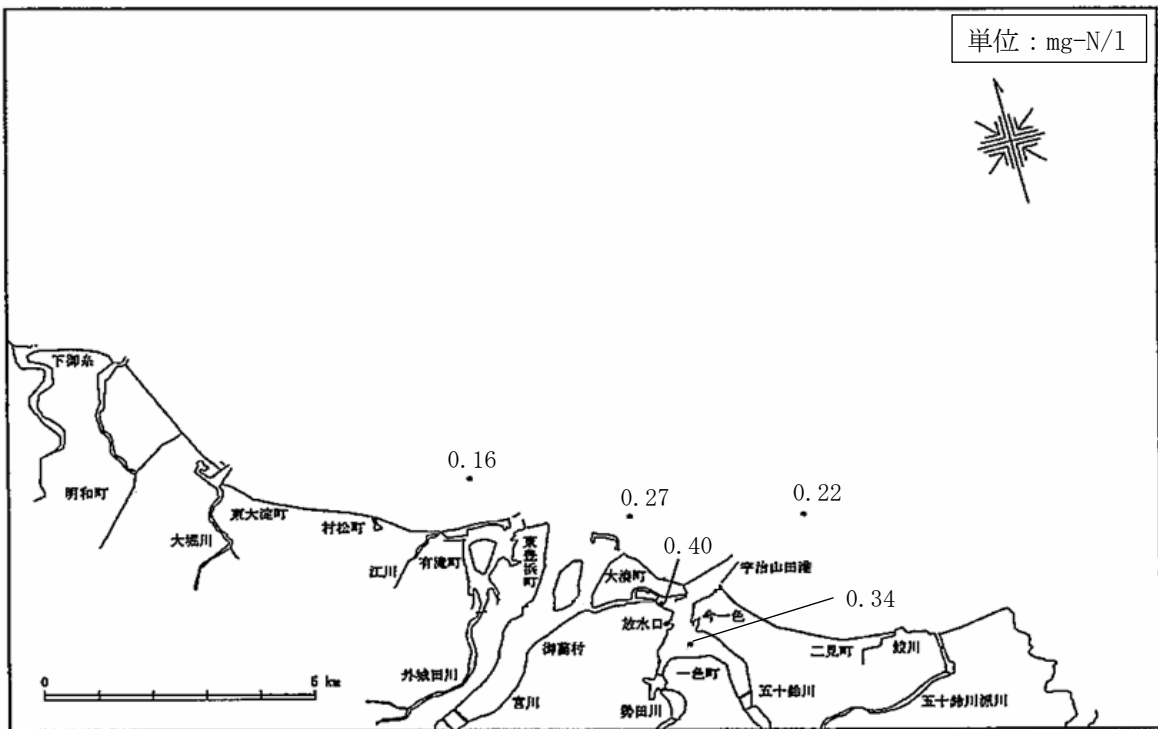 単位：mg-N/l
下御糸
0.16
明和町
0.27
0.22
東大淀町
村松町
大堀川
0.40
江川
有滝町
東豊浜町
大湊町
宇治山田港
0.34
放水口
今一色
御薗村
二見町
外城田川
一色町
五十鈴川
五十鈴川派川
宮川
勢田川
0
5 km